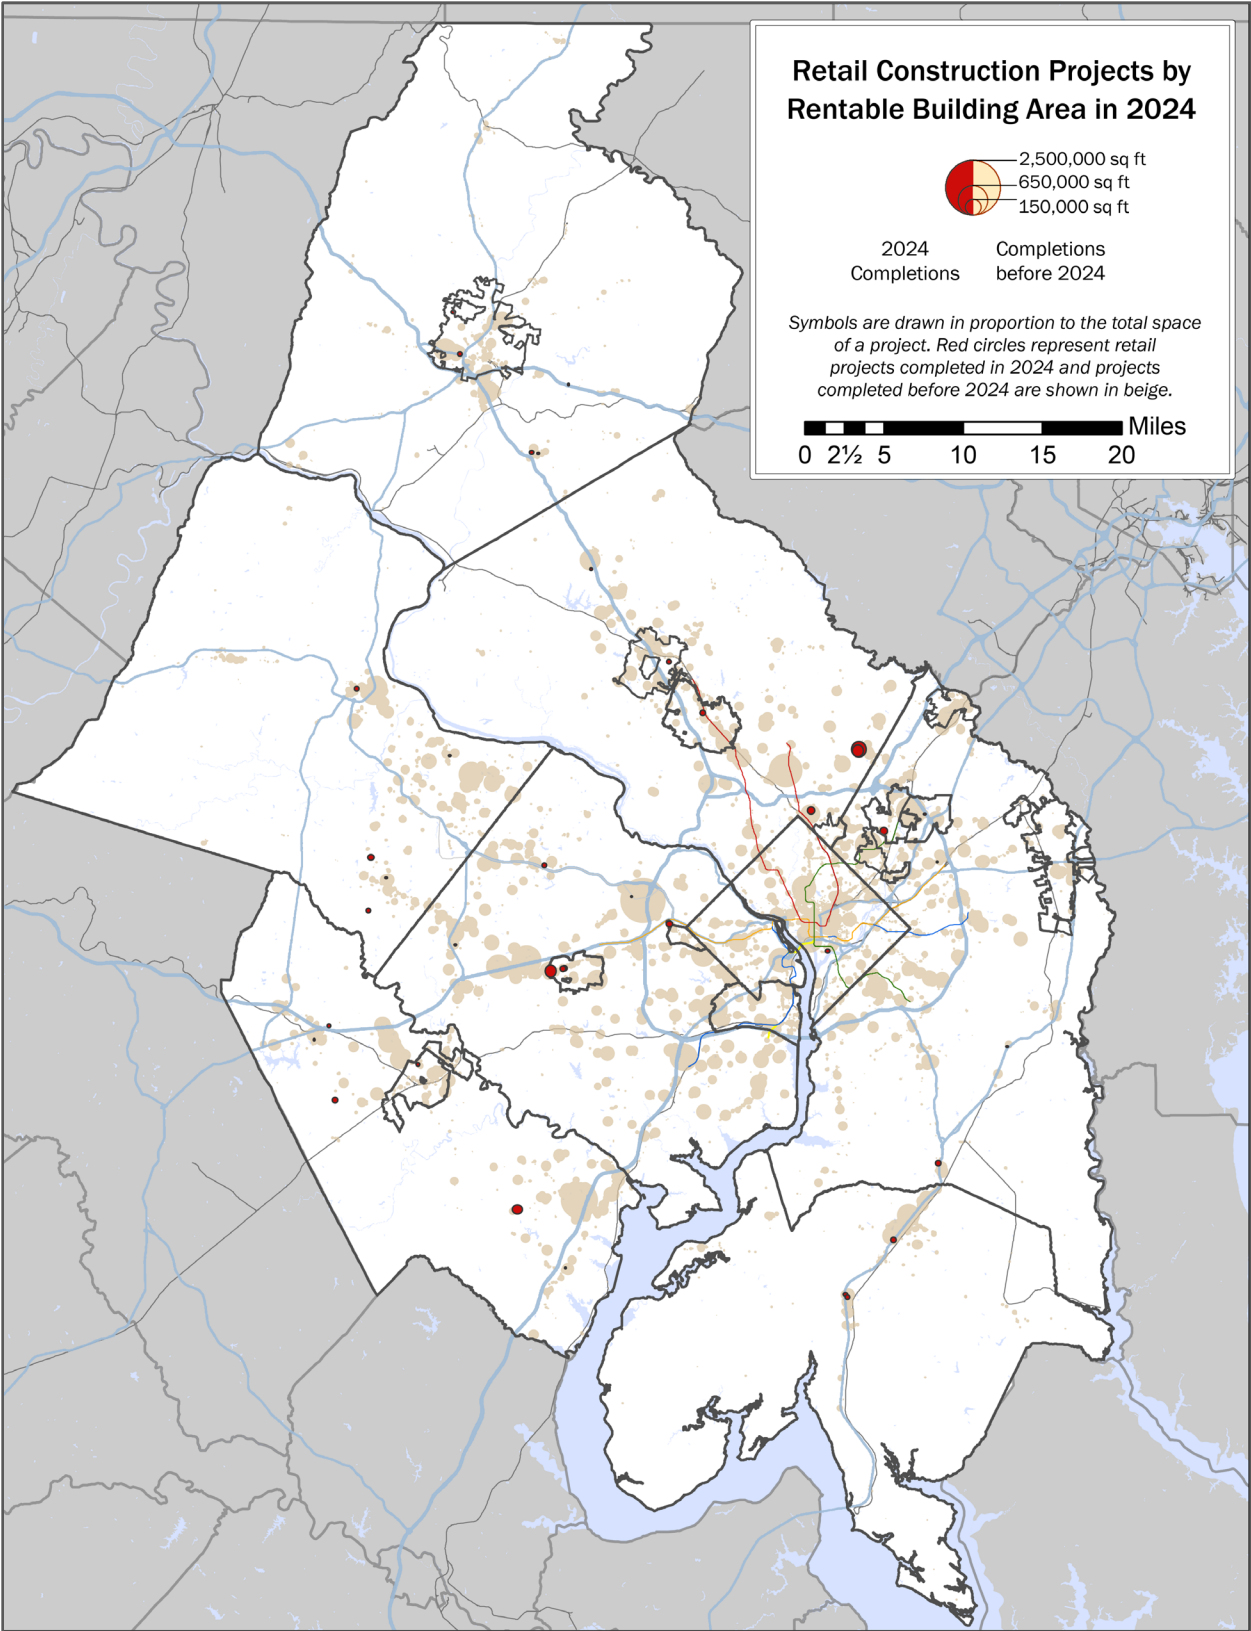 Retail Construction Projects by
Rentable Building Area in 2024
2,500,000 sq ft
650,000 sq ft
150,000 sq ft
2024
Completions
Completions
before 2024
Symbols are drawn in proportion to the total space
of a project. Red circles represent retail
projects completed in 2024 and projects
completed before 2024 are shown in beige.
Miles
0 2½ 5 10 15 20